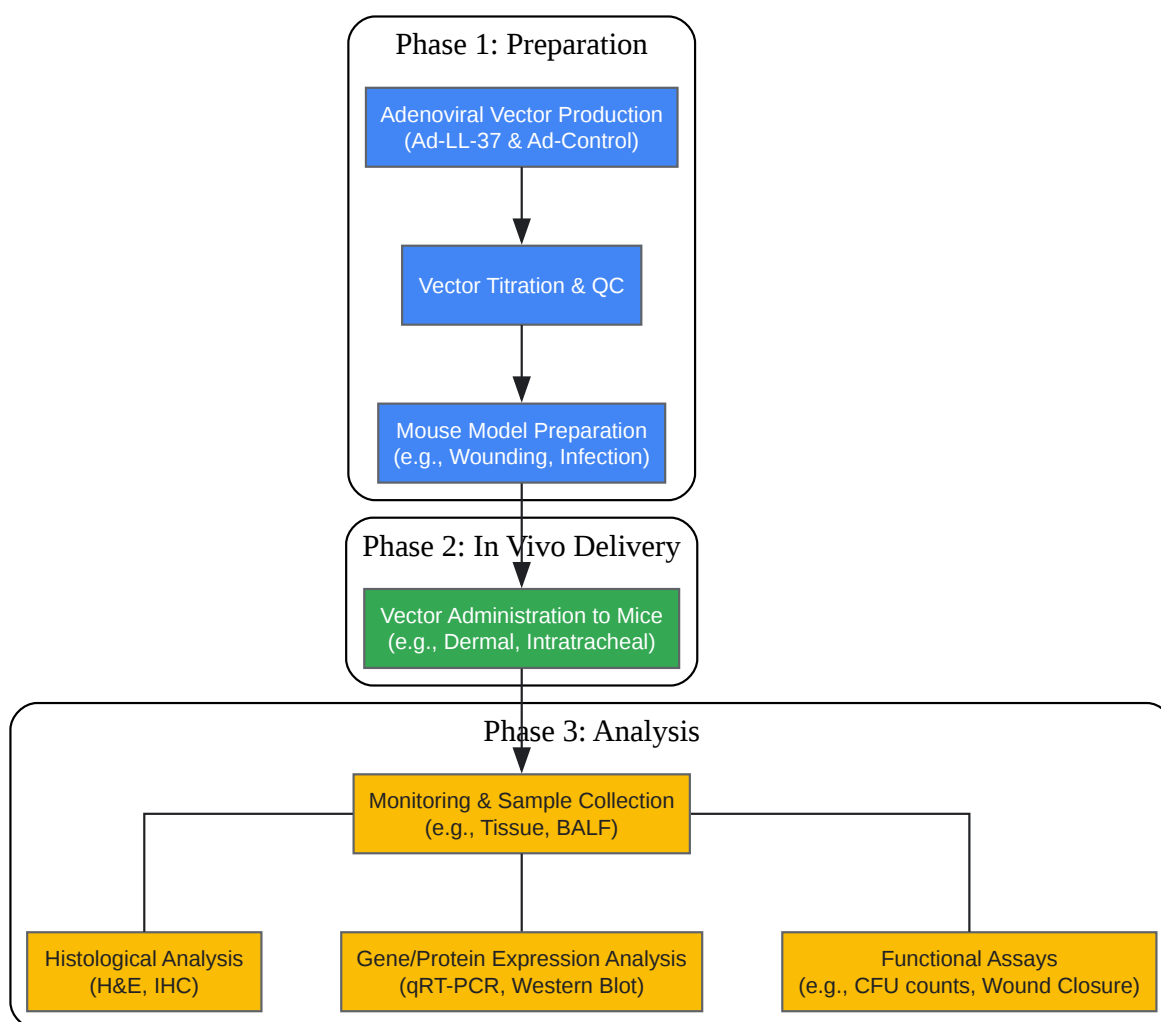 Phase 1: Preparation
Adenoviral Vector Production
(Ad-LL-37 & Ad-Control)
Vector Titration & QC
Mouse Model Preparation
(e.g., Wounding, Infection)
Phase 2: In Vivo Delivery
Vector Administration to Mice
(e.g., Dermal, Intratracheal)
Phase 3: Analysis
Monitoring & Sample Collection
(e.g., Tissue, BALF)
Histological Analysis
(H&E, IHC)
Gene/Protein Expression Analysis
(qRT-PCR, Western Blot)
Functional Assays
(e.g., CFU counts, Wound Closure)